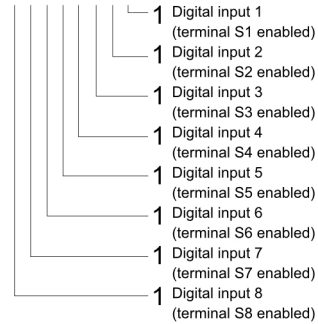 1 Digital input 1
(terminal S1 enabled)
1 Digital input 2
(terminal S2 enabled)
1 Digital input 3
(terminal S3 enabled)
1 Digital input 4
(terminal S4 enabled)
1 Digital input 5
(terminal S5 enabled)
1 Digital input 6
(terminal S6 enabled)
1 Digital input 7
(terminal S7 enabled)
1 Digital input 8
(terminal S8 enabled)